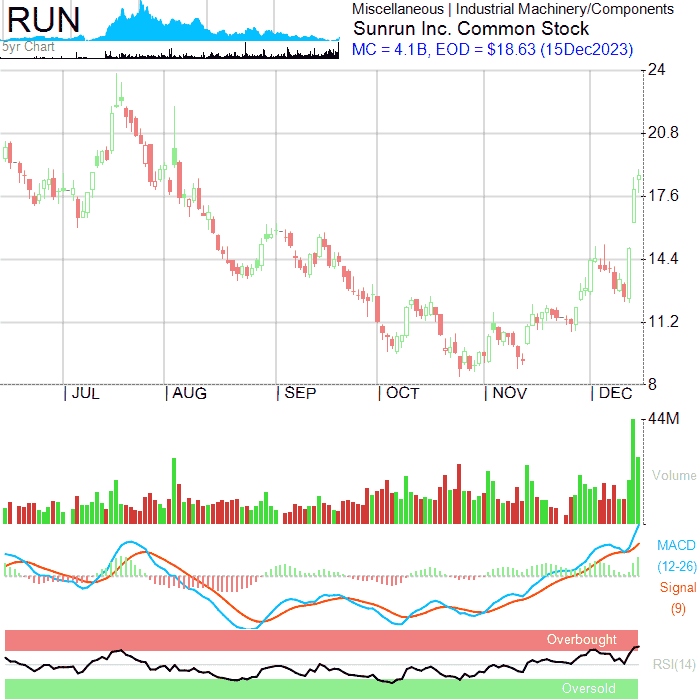 RUN
5yr Chart
Miscellaneous | Industrial Machinery/Components
Sunrun Inc. Common Stock
MC = 4.1B, EOD = $18.63 (15Dec2023)
24
20.8
17.6
14.4
11.2
8
| JUL | AUG | SEP | OCT | NOV | DEC
44M
Volume
MACD
(12-26)
Signal
(9)
Overbought
RSI(14)
Oversold